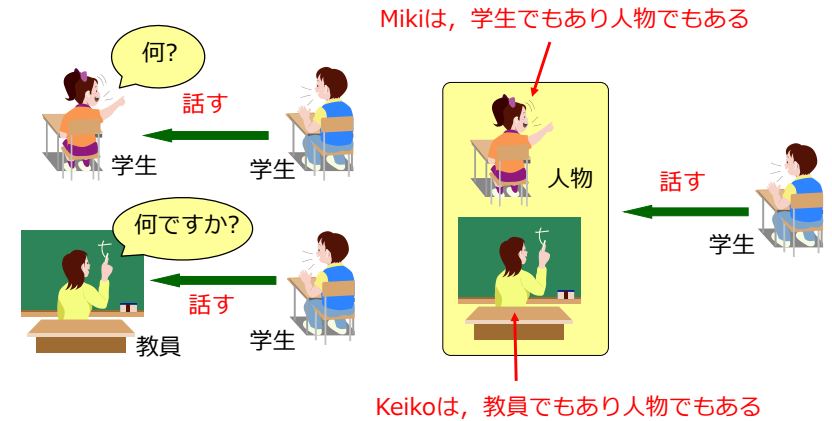 Mikiは，学生でもあり人物でもある
何?
話す
学生
学生
人物
話す
学生
何ですか?
話す
教員
学生
Keikoは，教員でもあり人物でもある